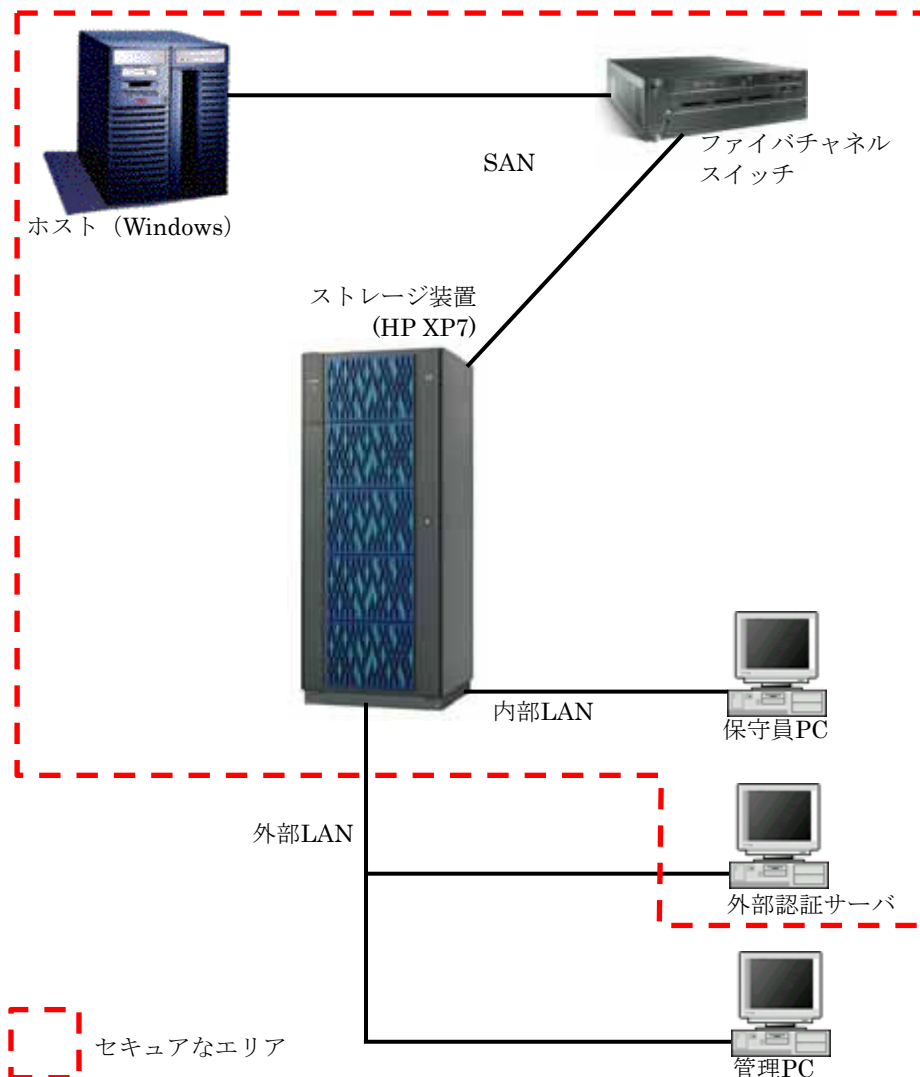 SAN
ファイバチャネル
スイッチ
ホスト（Windows）
ストレージ装置
(HP XP7)
内部LAN
保守員PC
外部LAN
外部認証サーバ
セキュアなエリア
管理PC